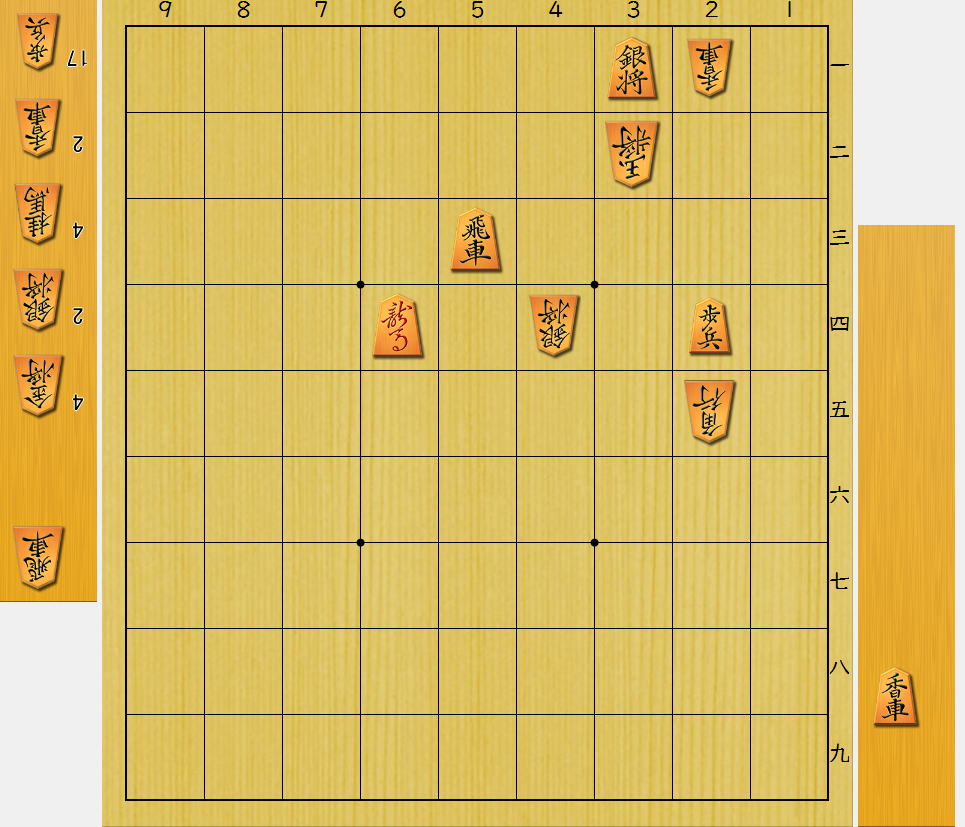 9 8 7 6 5 4 3 2 1
一
二
三
四
五
六
七
八
九
歩兵 17
香車 2
桂馬 4
銀将 2
金将 4
飛車
銀将 香車
玉将
飛車
龍馬 銀将 歩兵
角行
香車